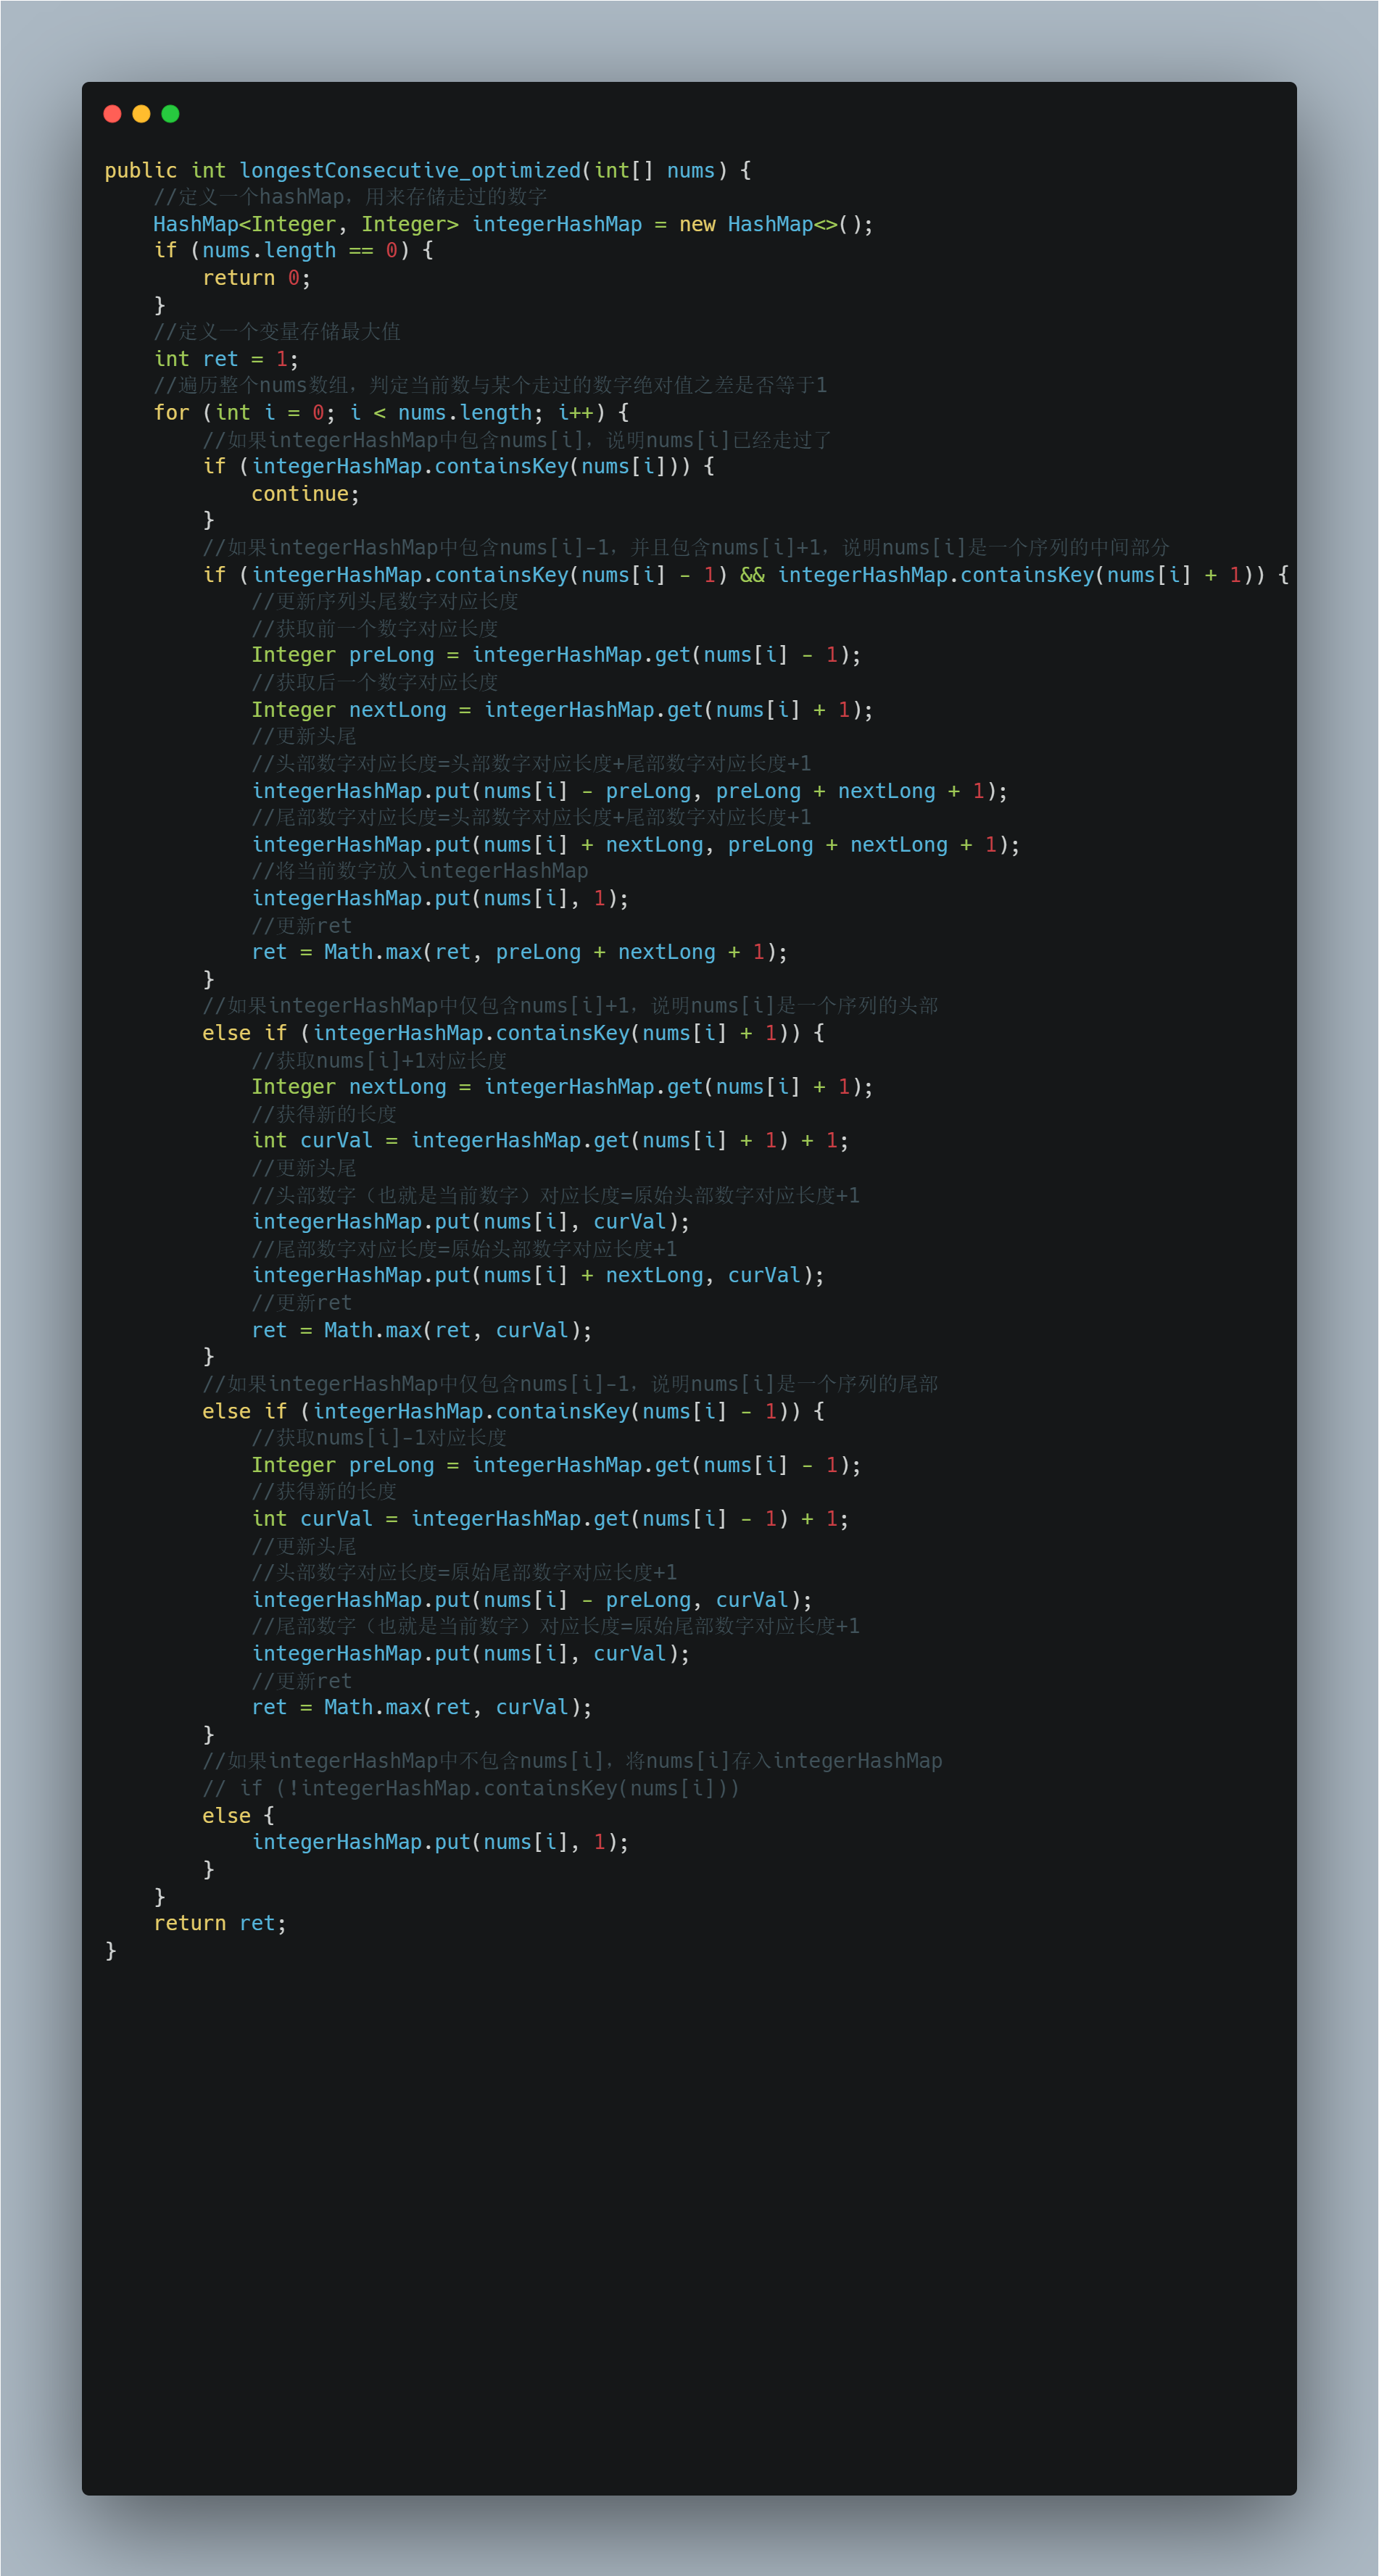 public int longestConsecutive_optimized(int[] nums) {
    //定义一个hashMap，用来存储走过的数字
    HashMap<Integer, Integer> integerHashMap = new HashMap<>();
    if (nums.length == 0) {
        return 0;
    }
    //定义一个变量存储最大值
    int ret = 1;
    //遍历整个nums数组，判定当前数与某个走过的数字绝对值之差是否等于1
    for (int i = 0; i < nums.length; i++) {
        //如果integerHashMap中包含nums[i]，说明nums[i]已经走过了
        if (integerHashMap.containsKey(nums[i])) {
            continue;
        }
        //如果integerHashMap中包含nums[i]-1，并且包含nums[i]+1，说明nums[i]是一个序列的中间部分
        if (integerHashMap.containsKey(nums[i] - 1) && integerHashMap.containsKey(nums[i] + 1)) {
            //更新序列头尾数字对应长度
            //获取前一个数字对应长度
            Integer preLong = integerHashMap.get(nums[i] - 1);
            //获取后一个数字对应长度
            Integer nextLong = integerHashMap.get(nums[i] + 1);
            //更新头尾
            //头部数字对应长度=头部数字对应长度+尾部数字对应长度+1
            integerHashMap.put(nums[i] - preLong, preLong + nextLong + 1);
            //尾部数字对应长度=头部数字对应长度+尾部数字对应长度+1
            integerHashMap.put(nums[i] + nextLong, preLong + nextLong + 1);
            //将当前数字放入integerHashMap
            integerHashMap.put(nums[i], 1);
            //更新ret
            ret = Math.max(ret, preLong + nextLong + 1);
        }
        //如果integerHashMap中仅包含nums[i]+1，说明nums[i]是一个序列的头部
        else if (integerHashMap.containsKey(nums[i] + 1)) {
            //获取nums[i]+1对应长度
            Integer nextLong = integerHashMap.get(nums[i] + 1);
            //获得新的长度
            int curVal = integerHashMap.get(nums[i] + 1) + 1;
            //更新头尾
            //头部数字（也就是当前数字）对应长度=原始头部数字对应长度+1
            integerHashMap.put(nums[i], curVal);
            //尾部数字对应长度=原始头部数字对应长度+1
            integerHashMap.put(nums[i] + nextLong, curVal);
            //更新ret
            ret = Math.max(ret, curVal);
        }
        //如果integerHashMap中仅包含nums[i]-1，说明nums[i]是一个序列的尾部
        else if (integerHashMap.containsKey(nums[i] - 1)) {
            //获取nums[i]-1对应长度
            Integer preLong = integerHashMap.get(nums[i] - 1);
            //获得新的长度
            int curVal = integerHashMap.get(nums[i] - 1) + 1;
            //更新头尾
            //头部数字对应长度=原始尾部数字对应长度+1
            integerHashMap.put(nums[i] - preLong, curVal);
            //尾部数字（也就是当前数字）对应长度=原始尾部数字对应长度+1
            integerHashMap.put(nums[i], curVal);
            //更新ret
            ret = Math.max(ret, curVal);
        }
        //如果integerHashMap中不包含nums[i]，将nums[i]存入integerHashMap
        // if (!integerHashMap.containsKey(nums[i]))
        else {
            integerHashMap.put(nums[i], 1);
        }
    }
    return ret;
}